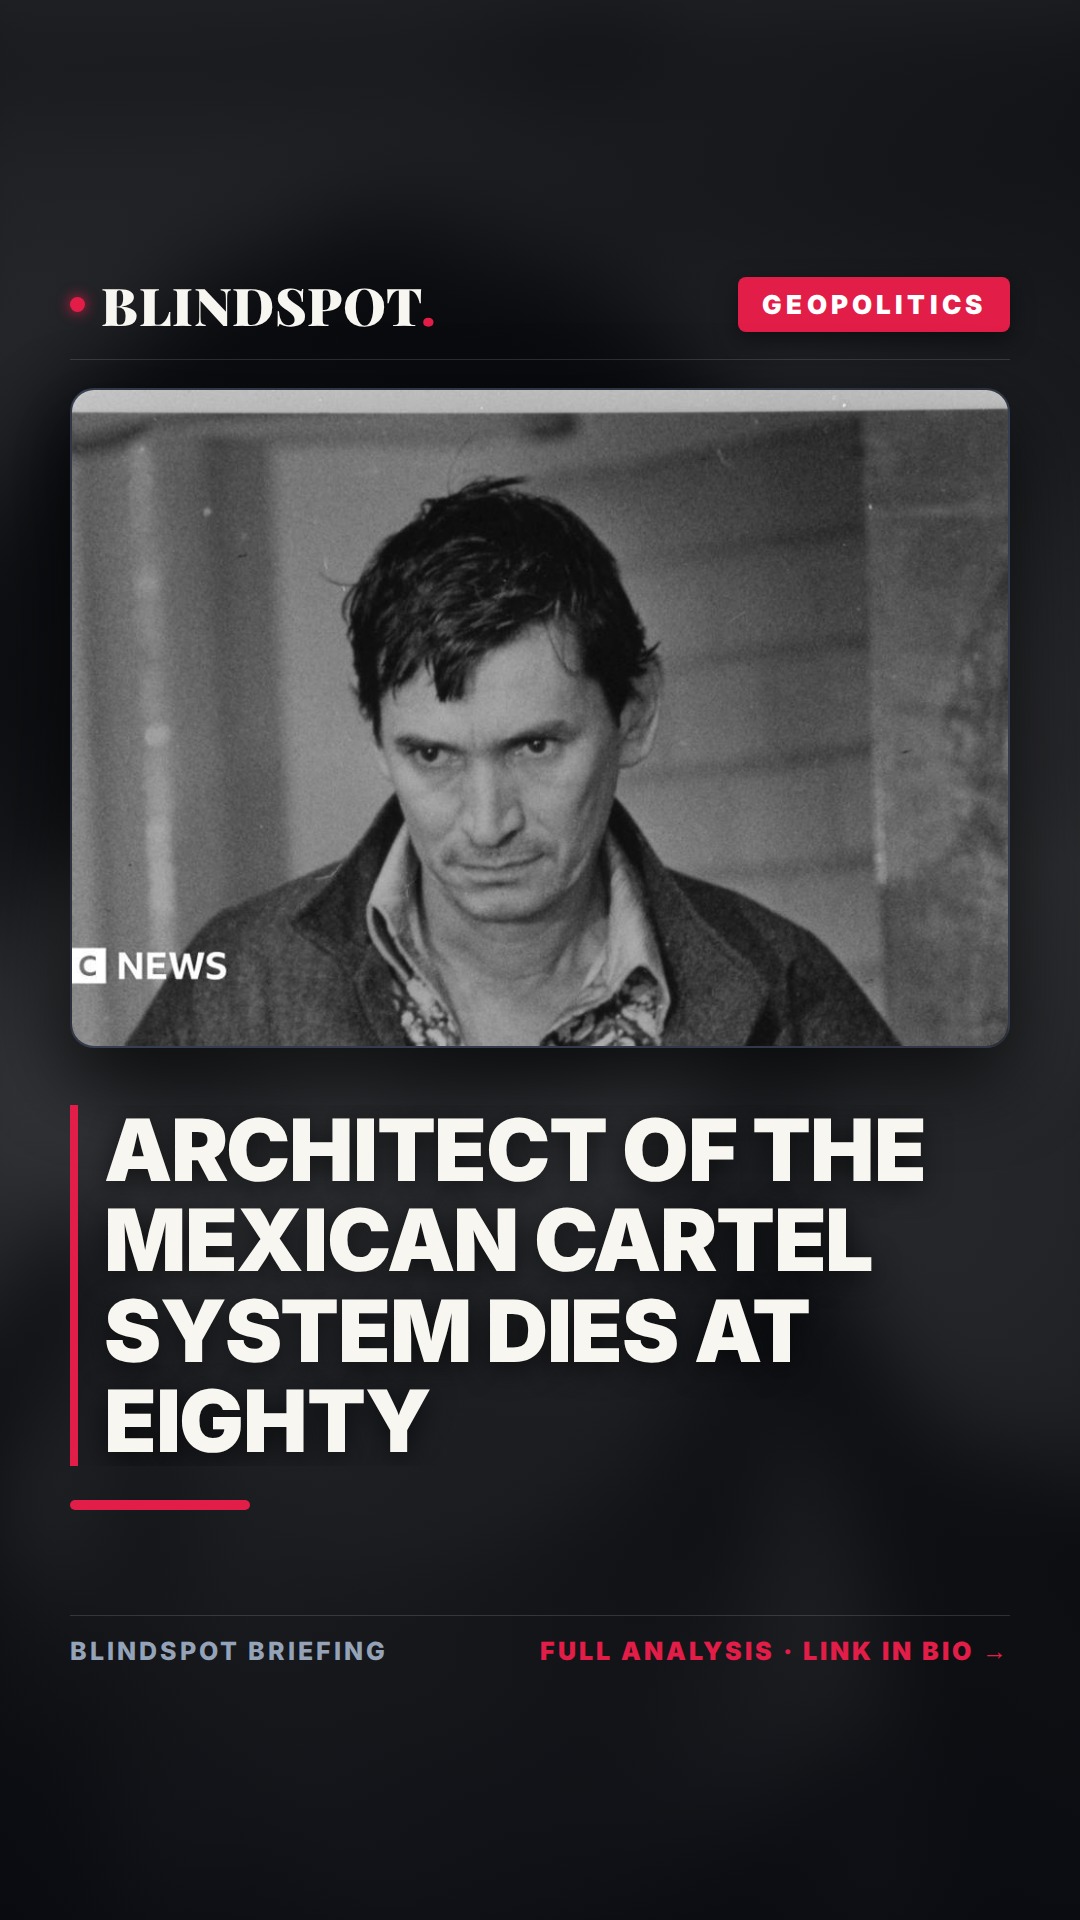 BLINDSPOT.
GEOPOLITICS
C NEWS
ARCHITECT OF THE
MEXICAN CARTEL
SYSTEM DIES AT
EIGHTY
BLINDSPOT BRIEFING
FULL ANALYSIS · LINK IN BIO →